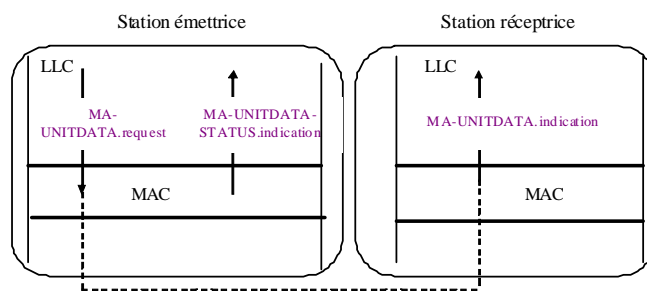 Station émettrice
Station réceptrice
LLC
LLC
MA-
UNITDATA.request
MA-UNITDATA-
STATUS.indication
MA-UNITDATA.indication
MAC
MAC